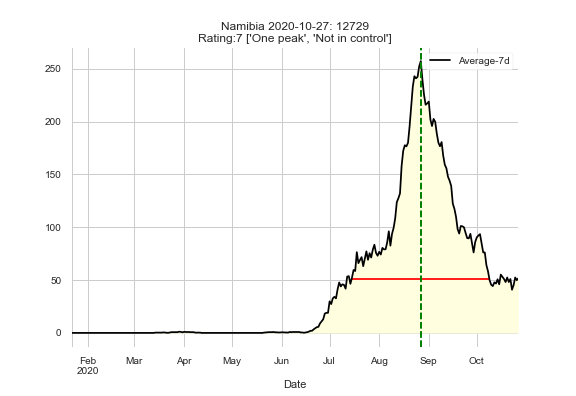 Namibia 2020-10-27: 12729
Rating:7 ['One peak', 'Not in control']
Average-7d
250
200
150
100
50
0
Feb Mar Apr May Jun Jul Aug Sep Oct
2020
Date